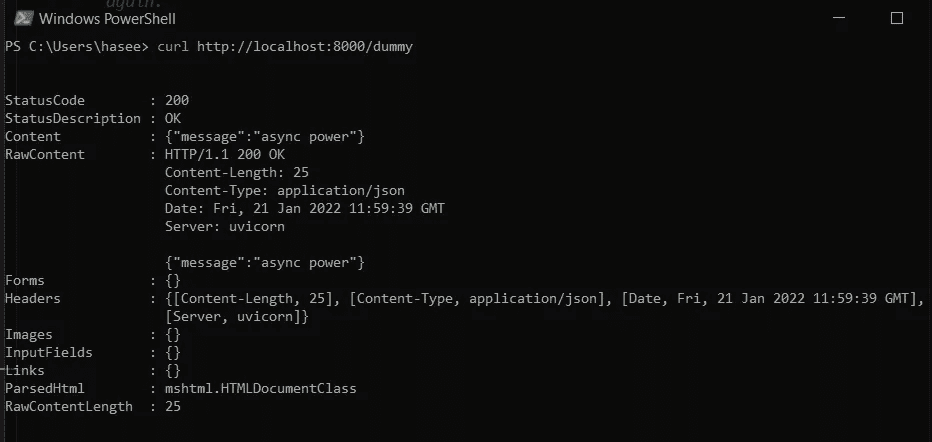 again.
Windows PowerShell
PS C:\Users\hasee> curl http://localhost:8000/dummy
StatusCode : 200
StatusDescription : OK
Content : {"message":"async power"}
RawContent : HTTP/1.1 200 OK
Content-Length: 25
Content-Type: application/json
Date: Fri, 21 Jan 2022 11:59:39 GMT
Server: uvicorn
{"message":"async power"}
Forms : {}
Headers : {[Content-Length, 25], [Content-Type, application/json], [Date, Fri, 21 Jan 2022 11:59:39 GMT],
[Server, uvicorn]}
Images : {}
InputFields : {}
Links : {}
ParsedHtml : mshtml.HTMLDocumentClass
RawContentLength : 25